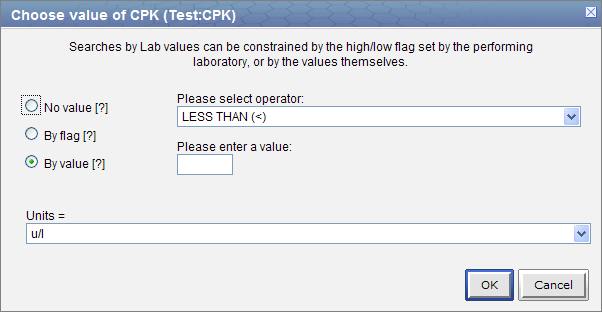 Choose value of CPK (Test:CPK)
Searches by Lab values can be constrained by the high/low flag set by the performing
laboratory, or by the values themselves.
No value [?]
By flag [?]
By value [?]
Please select operator:
LESS THAN (<)
Please enter a value:
Units =
u/l
OK
Cancel